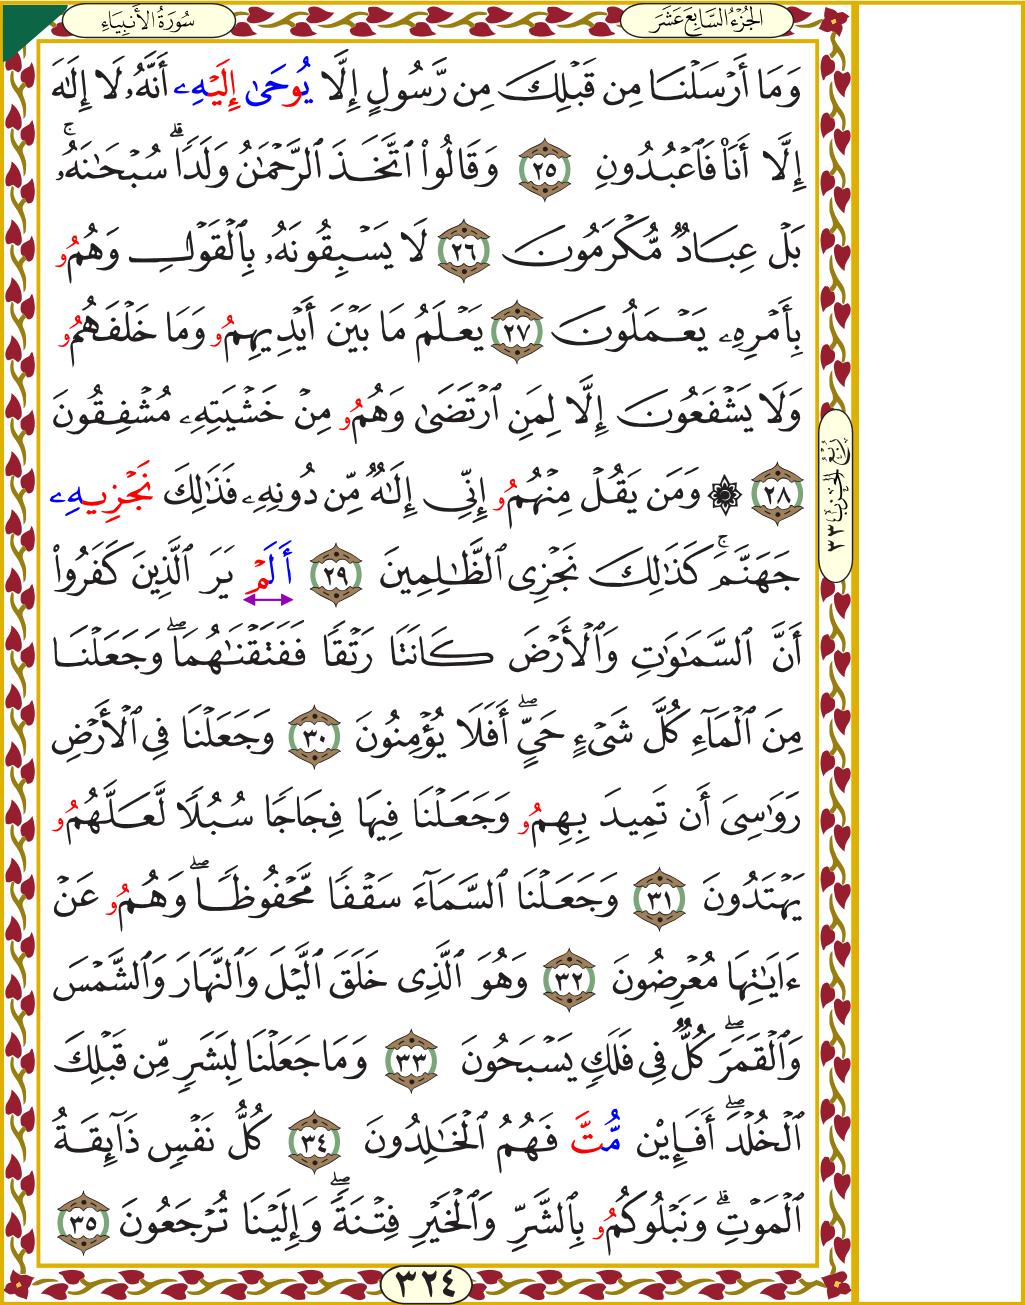 الجُزْءُ السَّابِعَ عَشَرَ
سُورَةُ الأَنبِيَاءِ
وَمَا أَرْسَلْنَا مِن قَبْلِكَ مِن رَّسُولٍ إِلَّا يُوحَىٰ إِلَيْهِۦ أَنَّهُۥ لَا إِلَٰهَ
إِلَّا أَنَا۠ فَٱعْبُدُونِ ٢٥ وَقَالُوا۟ ٱتَّخَذَ ٱلرَّحْمَٰنُ وَلَدًا ۗ سُبْحَٰنَهُۥ ۚ
بَلْ عِبَادٌ مُّكْرَمُونَ ٢٦ لَا يَسْبِقُونَهُۥ بِٱلْقَوْلِ وَهُمُۥ
بِأَمْرِهِۦ يَعْمَلُونَ ٢٧ يَعْلَمُ مَا بَيْنَ أَيْدِيهِمُۥ وَمَا خَلْفَهُمُۥ
وَلَا يَشْفَعُونَ إِلَّا لِمَنِ ٱرْتَضَىٰ وَهُمُۥ مِنْ خَشْيَتِهِۦ مُشْفِقُونَ
٢٨ ۞ وَمَن يَقُلْ مِنْهُمُۥ إِنِّى إِلَٰهٌ مِّن دُونِهِۦ فَذَٰلِكَ نَجْزِيهِۦ
جَهَنَّمَ ۚ كَذَٰلِكَ نَجْزِى ٱلظَّٰلِمِينَ ٢٩ أَلَمْ يَرَ ٱلَّذِينَ كَفَرُوا۟
أَنَّ ٱلسَّمَٰوَٰتِ وَٱلْأَرْضَ كَانَتَا رَتْقًا فَفَتَقْنَٰهُمَا ۖ وَجَعَلْنَا
مِنَ ٱلْمَآءِ كُلَّ شَىْءٍ حَيٍّ ۖ أَفَلَا يُؤْمِنُونَ ٣٠ وَجَعَلْنَا فِى ٱلْأَرْضِ
رَوَٰسِىَ أَن تَمِيدَ بِهِمُۥ وَجَعَلْنَا فِيهَا فِجَاجًا سُبُلًا لَّعَلَّهُمُۥ
يَهْتَدُونَ ٣١ وَجَعَلْنَا ٱلسَّمَآءَ سَقْفًا مَّحْفُوظًا ۖ وَهُمُۥ عَنْ
ءَايَٰتِهَا مُعْرِضُونَ ٣٢ وَهُوَ ٱلَّذِى خَلَقَ ٱلَّيْلَ وَٱلنَّهَارَ وَٱلشَّمْسَ
وَٱلْقَمَرَ ۖ كُلٌّ فِى فَلَكٍ يَسْبَحُونَ ٣٣ وَمَا جَعَلْنَا لِبَشَرٍ مِّن قَبْلِكَ
ٱلْخُلْدَ ۖ أَفَإِي۟ن مُّتَّ فَهُمُ ٱلْخَٰلِدُونَ ٣٤ كُلُّ نَفْسٍ ذَآئِقَةُ
ٱلْمَوْتِ ۗ وَنَبْلُوكُمُۥ بِٱلشَّرِّ وَٱلْخَيْرِ فِتْنَةً ۖ وَإِلَيْنَا تُرْجَعُونَ ٣٥
رُبْعُ الحِزْبِ ٣٣
٣٢٤